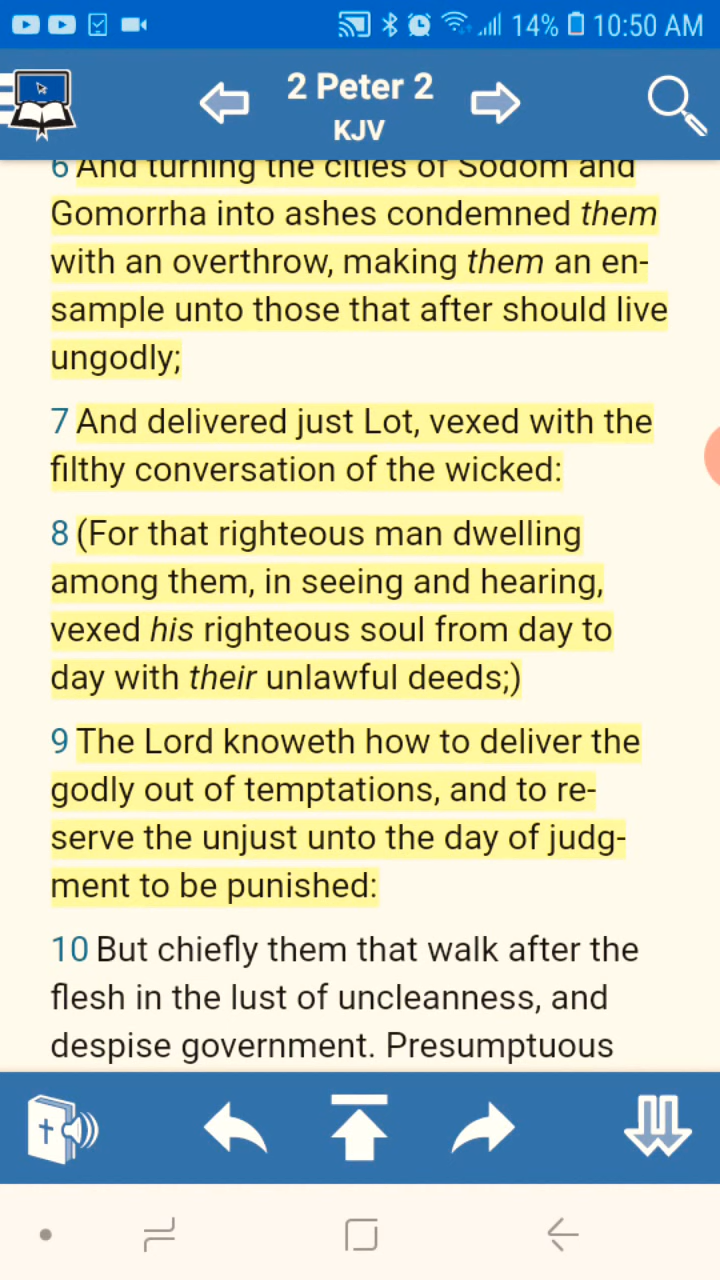 14% 10:50 AM
2 Peter 2
KJV
6 And turning the cities of Sodom and
Gomorrha into ashes condemned them
with an overthrow, making them an en-
sample unto those that after should live
ungodly;
7 And delivered just Lot, vexed with the
filthy conversation of the wicked:
8 (For that righteous man dwelling
among them, in seeing and hearing,
vexed his righteous soul from day to
day with their unlawful deeds;)
9 The Lord knoweth how to deliver the
godly out of temptations, and to re-
serve the unjust unto the day of judg-
ment to be punished:
10 But chiefly them that walk after the
flesh in the lust of uncleanness, and
despise government. Presumptuous